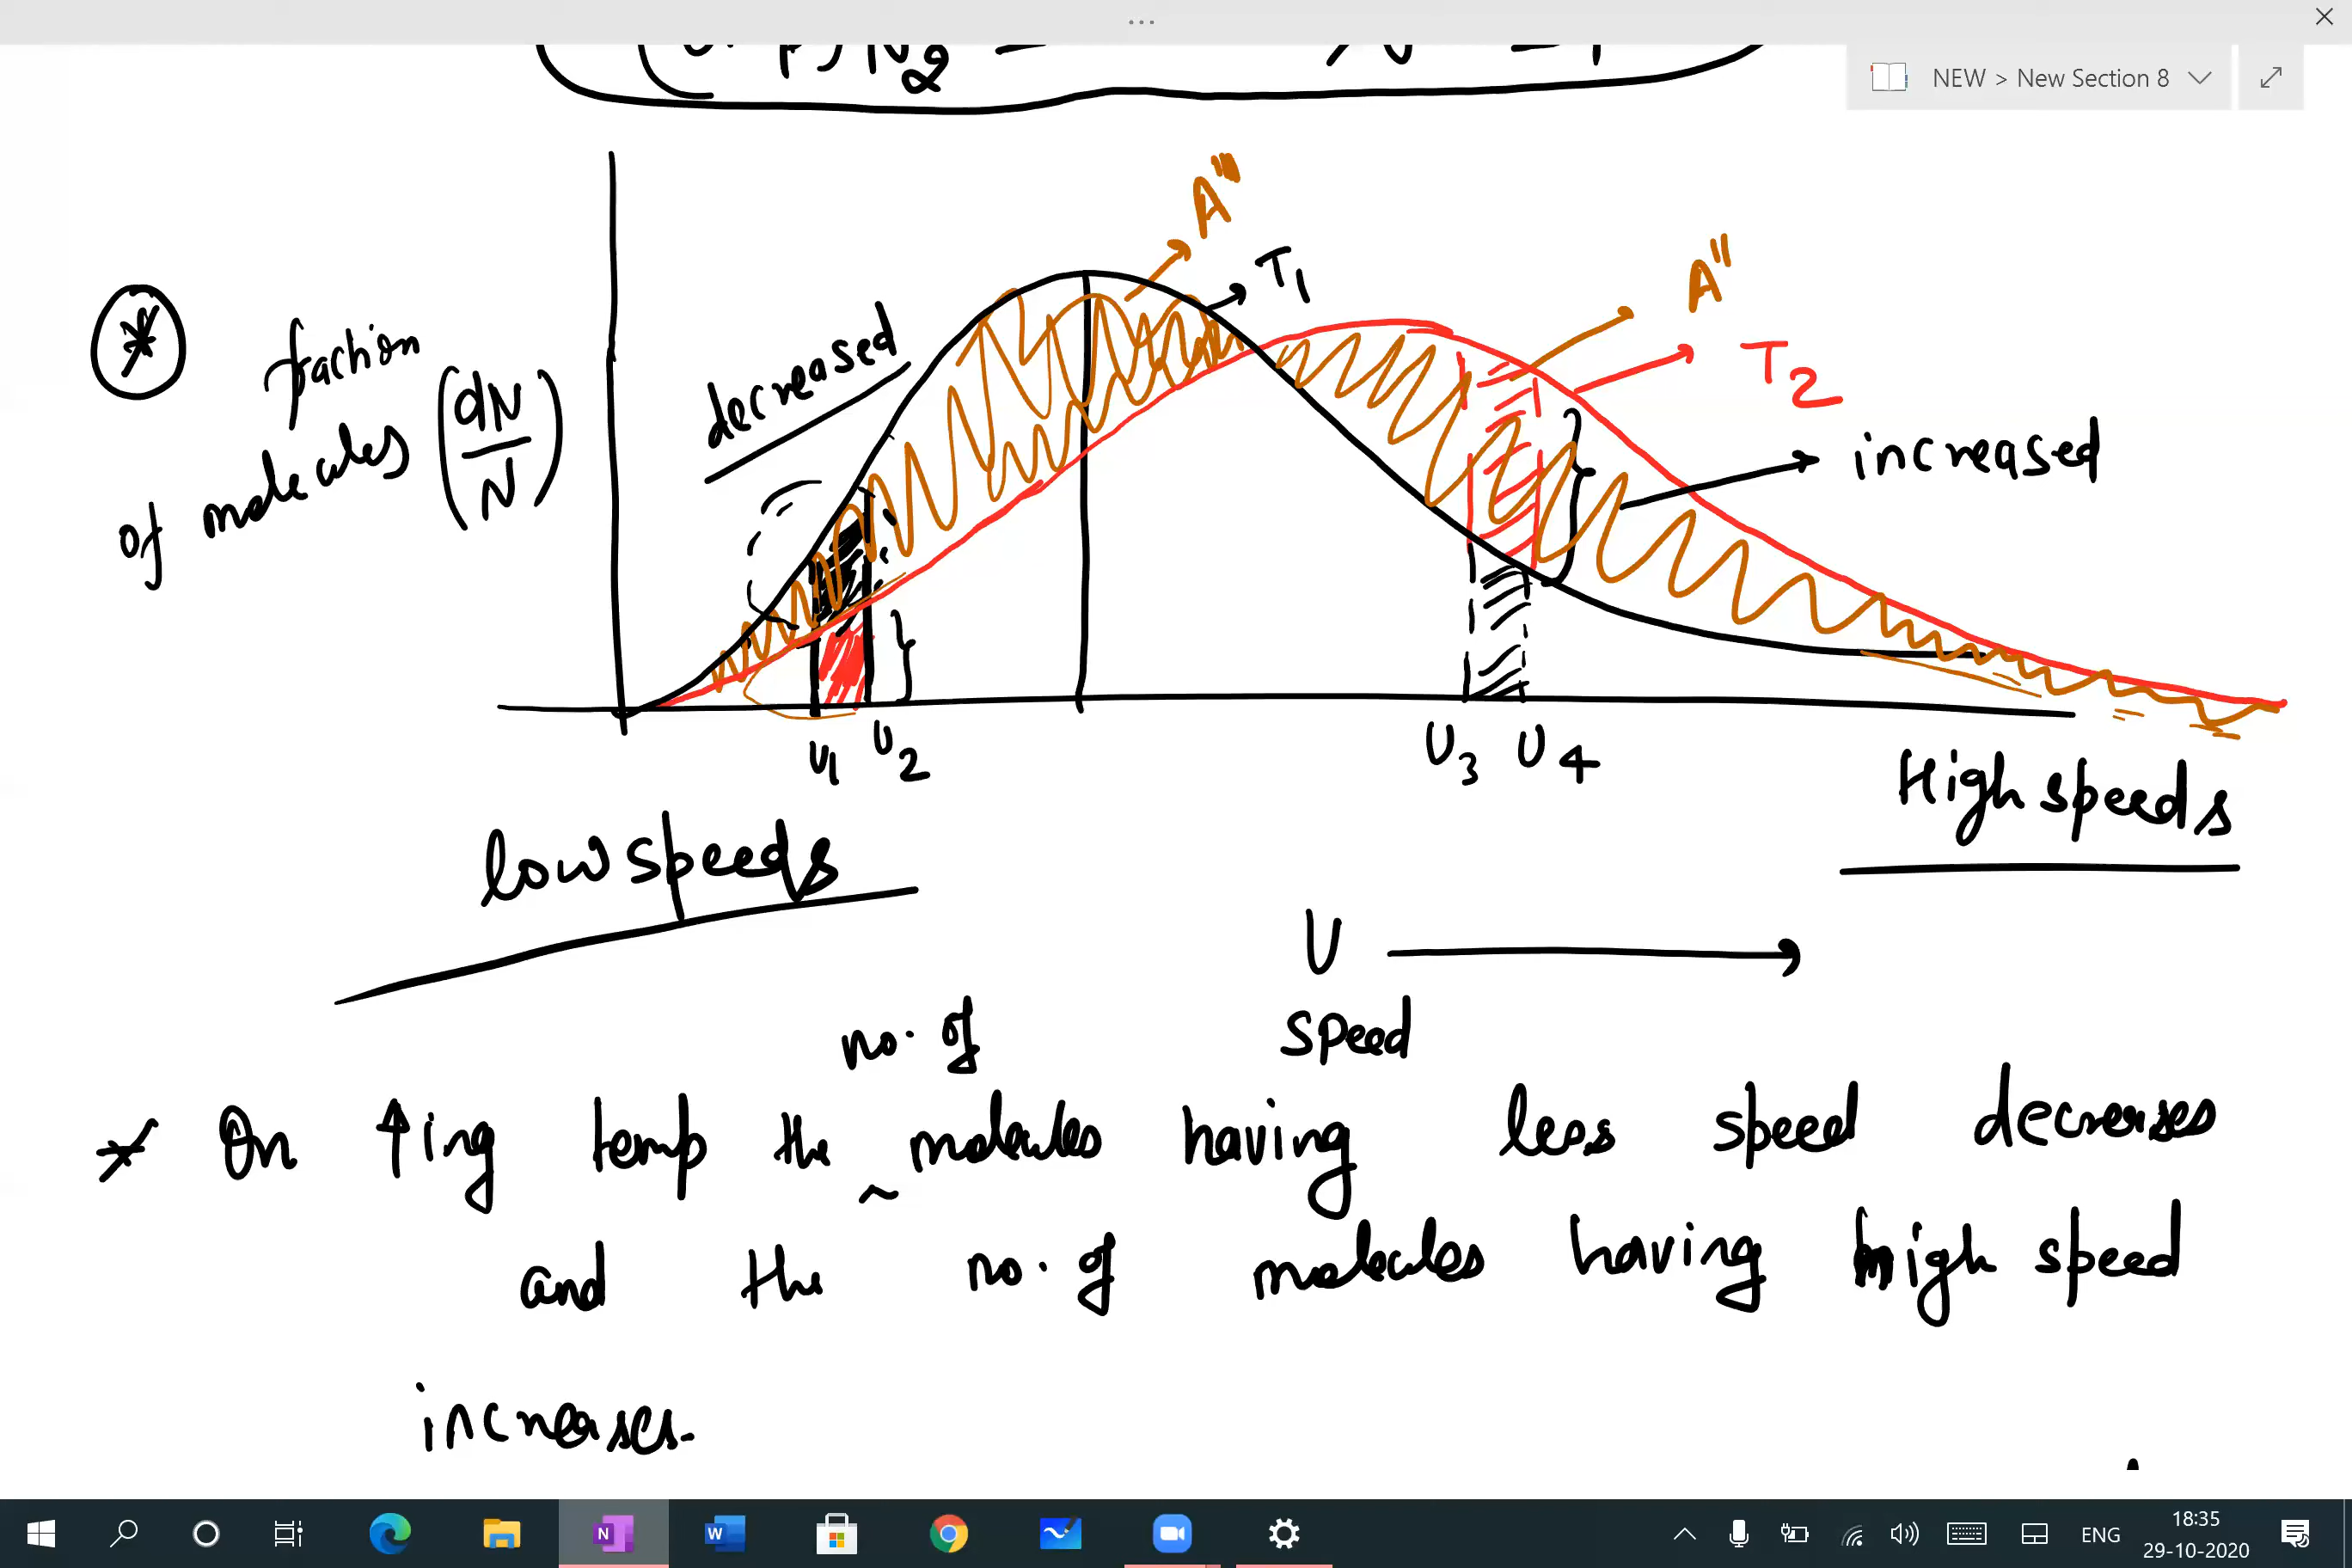 NEW > New Section 8
A'''
T1
A''
T2
decreased
increased
fraction
of molecules (dN/N)
U1 U2
U3 U4
low speeds
High speeds
U
speed
no. of
* On ↑ing temp the molecules having less speed decreases
and the no. of molecules having high speed
increases.
ENG
18:35
29-10-2020